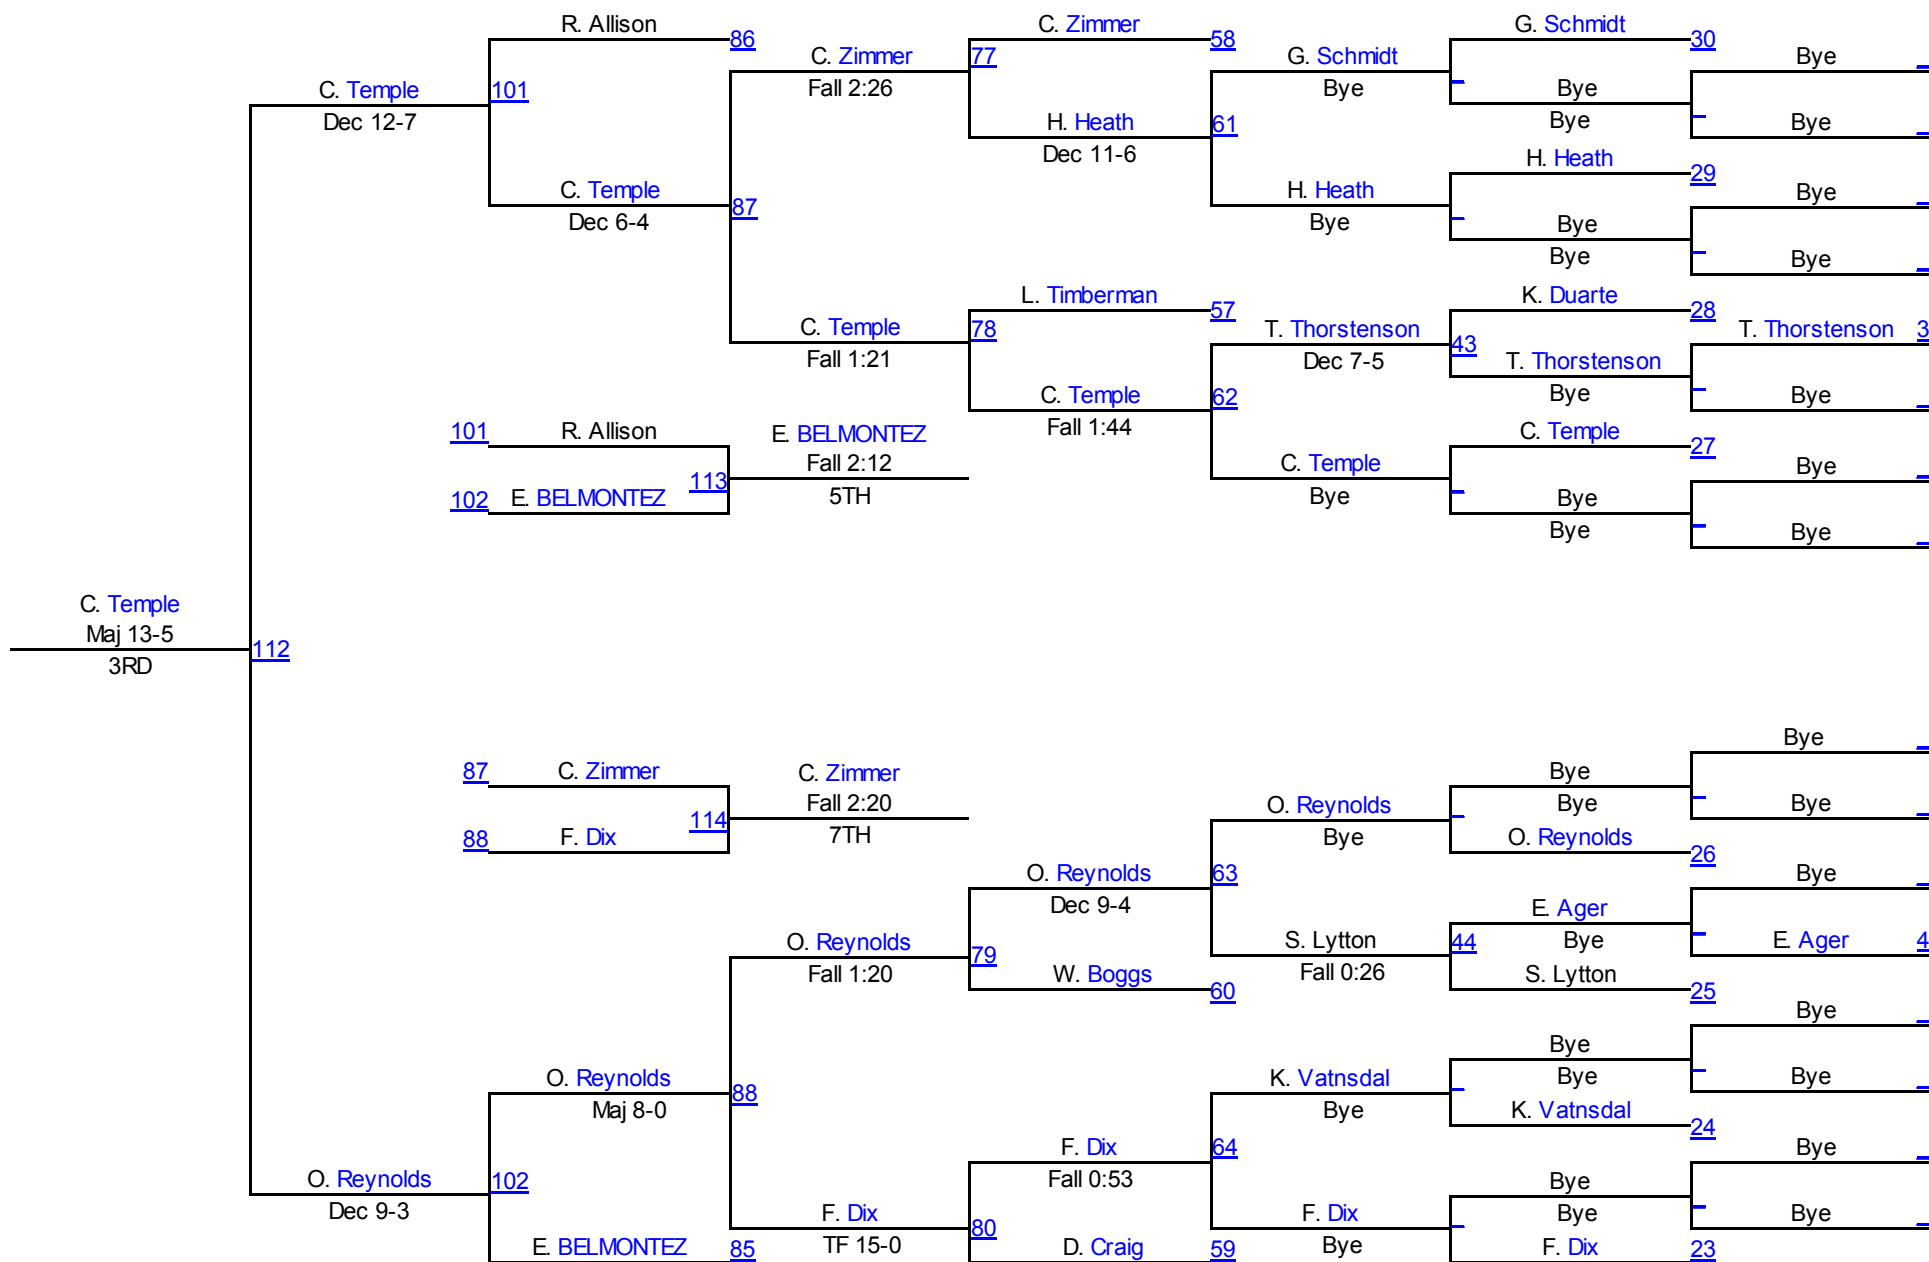 R. Allison
86
C. Zimmer
58
G. Schmidt
30
C. Zimmer
Fall 2:26
77
G. Schmidt
Bye
Bye
Bye
Bye
C. Temple
Dec 12-7
101
H. Heath
Dec 11-6
61
Bye
H. Heath
29
C. Temple
Dec 6-4
87
H. Heath
Bye
Bye
Bye
Bye
Bye
L. Timberman
57
K. Duarte
28
C. Temple
Fall 1:21
78
T. Thorstenson
Dec 7-5
43
T. Thorstenson
Bye
T. Thorstenson 3
C. Temple
Fall 1:44
62
Bye
101 R. Allison
E. BELMONTEZ
Fall 2:12
5TH
113
102 E. BELMONTEZ
C. Temple
27
C. Temple
Bye
Bye
Bye
Bye
Bye
C. Temple
Maj 13-5
3RD
112
Bye
87 C. Zimmer
C. Zimmer
Fall 2:20
7TH
114
88 F. Dix
Bye
Bye
O. Reynolds
Bye
Bye
O. Reynolds
26
O. Reynolds
Dec 9-4
63
Bye
E. Ager
Bye
O. Reynolds
Fall 1:20
79
S. Lytton
Fall 0:26
44
E. Ager 4
W. Boggs
60
S. Lytton
25
Bye
Bye
Bye
O. Reynolds
Maj 8-0
88
K. Vatnsdal
Bye
Bye
K. Vatnsdal
24
F. Dix
Fall 0:53
64
Bye
O. Reynolds
Dec 9-3
102
Bye
Bye
F. Dix
TF 15-0
80
F. Dix
Bye
Bye
E. BELMONTEZ
85
D. Craig
59
F. Dix
23